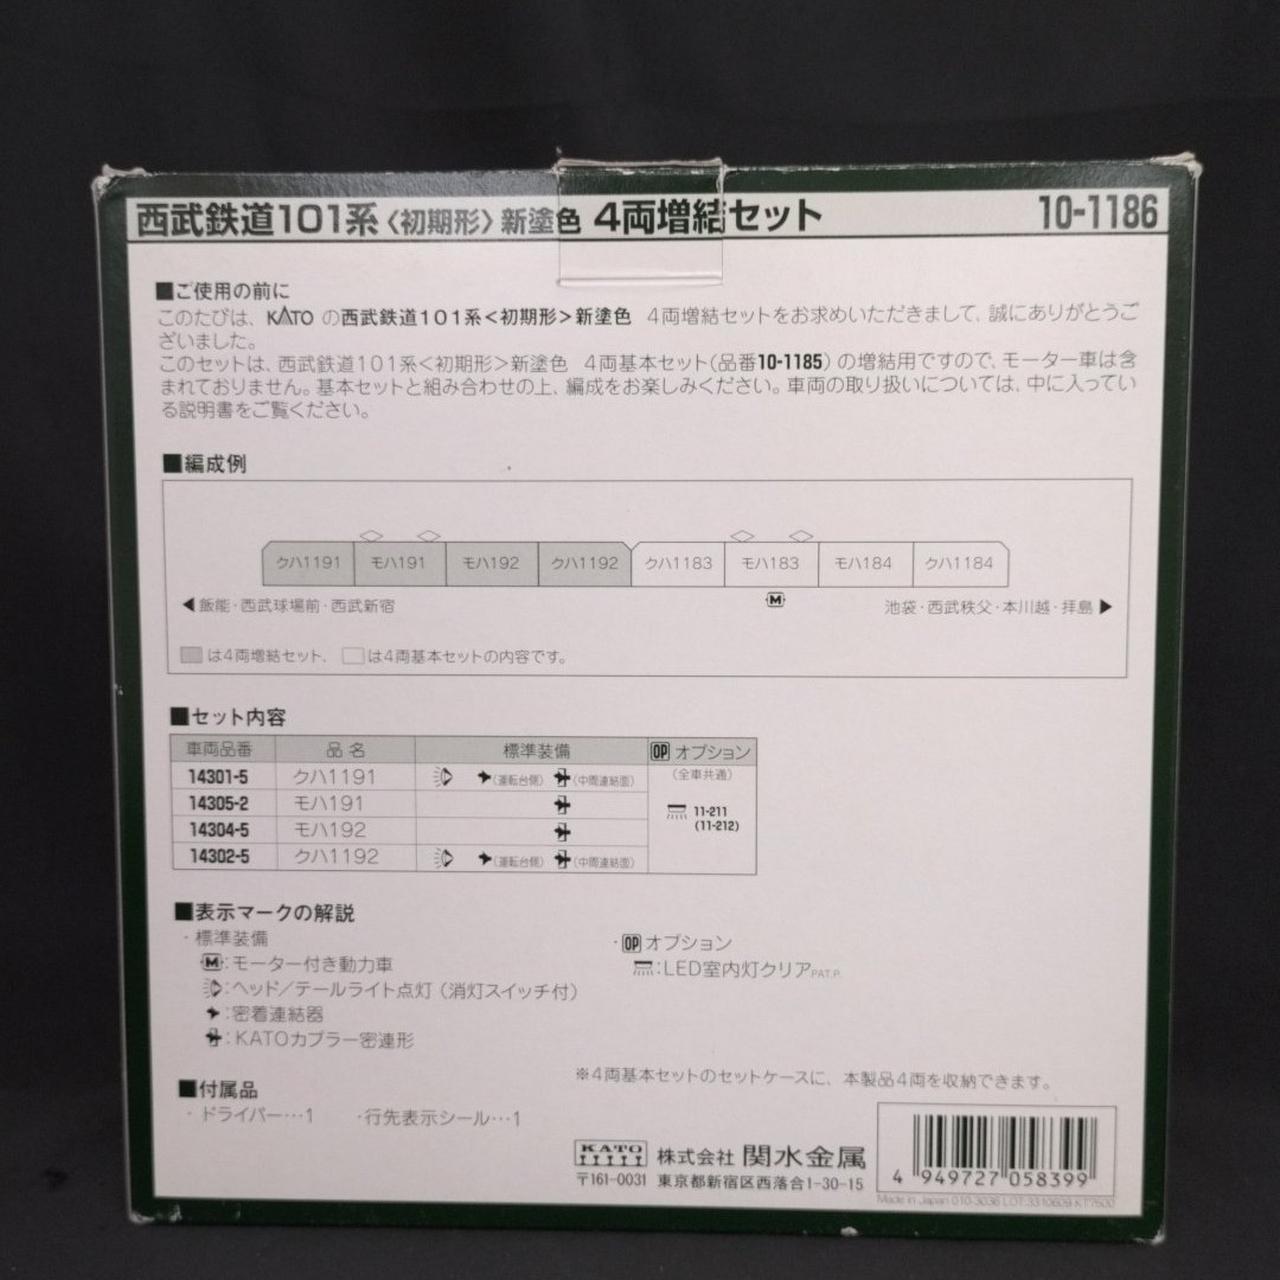 西武鉄道101系〈初期形〉新塗色 4両増結セット 10-1186
■ご使用の前に
このたびは、KATO の西武鉄道101系<初期形>新塗色 4両増結セットをお求めいただきまして、誠にありがとうご
ざいました。
このセットは、西武鉄道101系<初期形>新塗色 4両基本セット(品番10-1185)の増結用ですので、モーター車は含
まれておりません。基本セットと組み合わせの上、編成をお楽しみください。車両の取り扱いについては、中に入ってい
る説明書をご覧ください。
■編成例
クハ1191 モハ191 モハ192 クハ1192 クハ1183 モハ183 モハ184 クハ1184
M
◀飯能・西武球場前・西武新宿 池袋・西武秩父・本川越・拝島▶
は4両増結セット、 は4両基本セットの内容です。
■セット内容
車両品番 品名 標準装備 OP オプション
14301-5 クハ1191 (運転台側) (中間連結面) (全車共通)
14305-2 モハ191 11-211
14304-5 モハ192 (11-212)
14302-5 クハ1192 (運転台側) (中間連結面)
■表示マークの解説
・標準装備 ・OP オプション
M:モーター付き動力車 :LED室内灯クリアPAT.P.
:ヘッド/テールライト点灯(消灯スイッチ付)
:密着連結器
:KATOカプラー密連形
※4両基本セットのセットケースに、本製品4両を収納できます。
■付属品
・ドライバー…1 ・行先表示シール…1
KATO 株式会社 関水金属
〒161-0031 東京都新宿区西落合1-30-15
4 949727 058399
Made in Japan 010-3036 LOT:3310609 KT7500